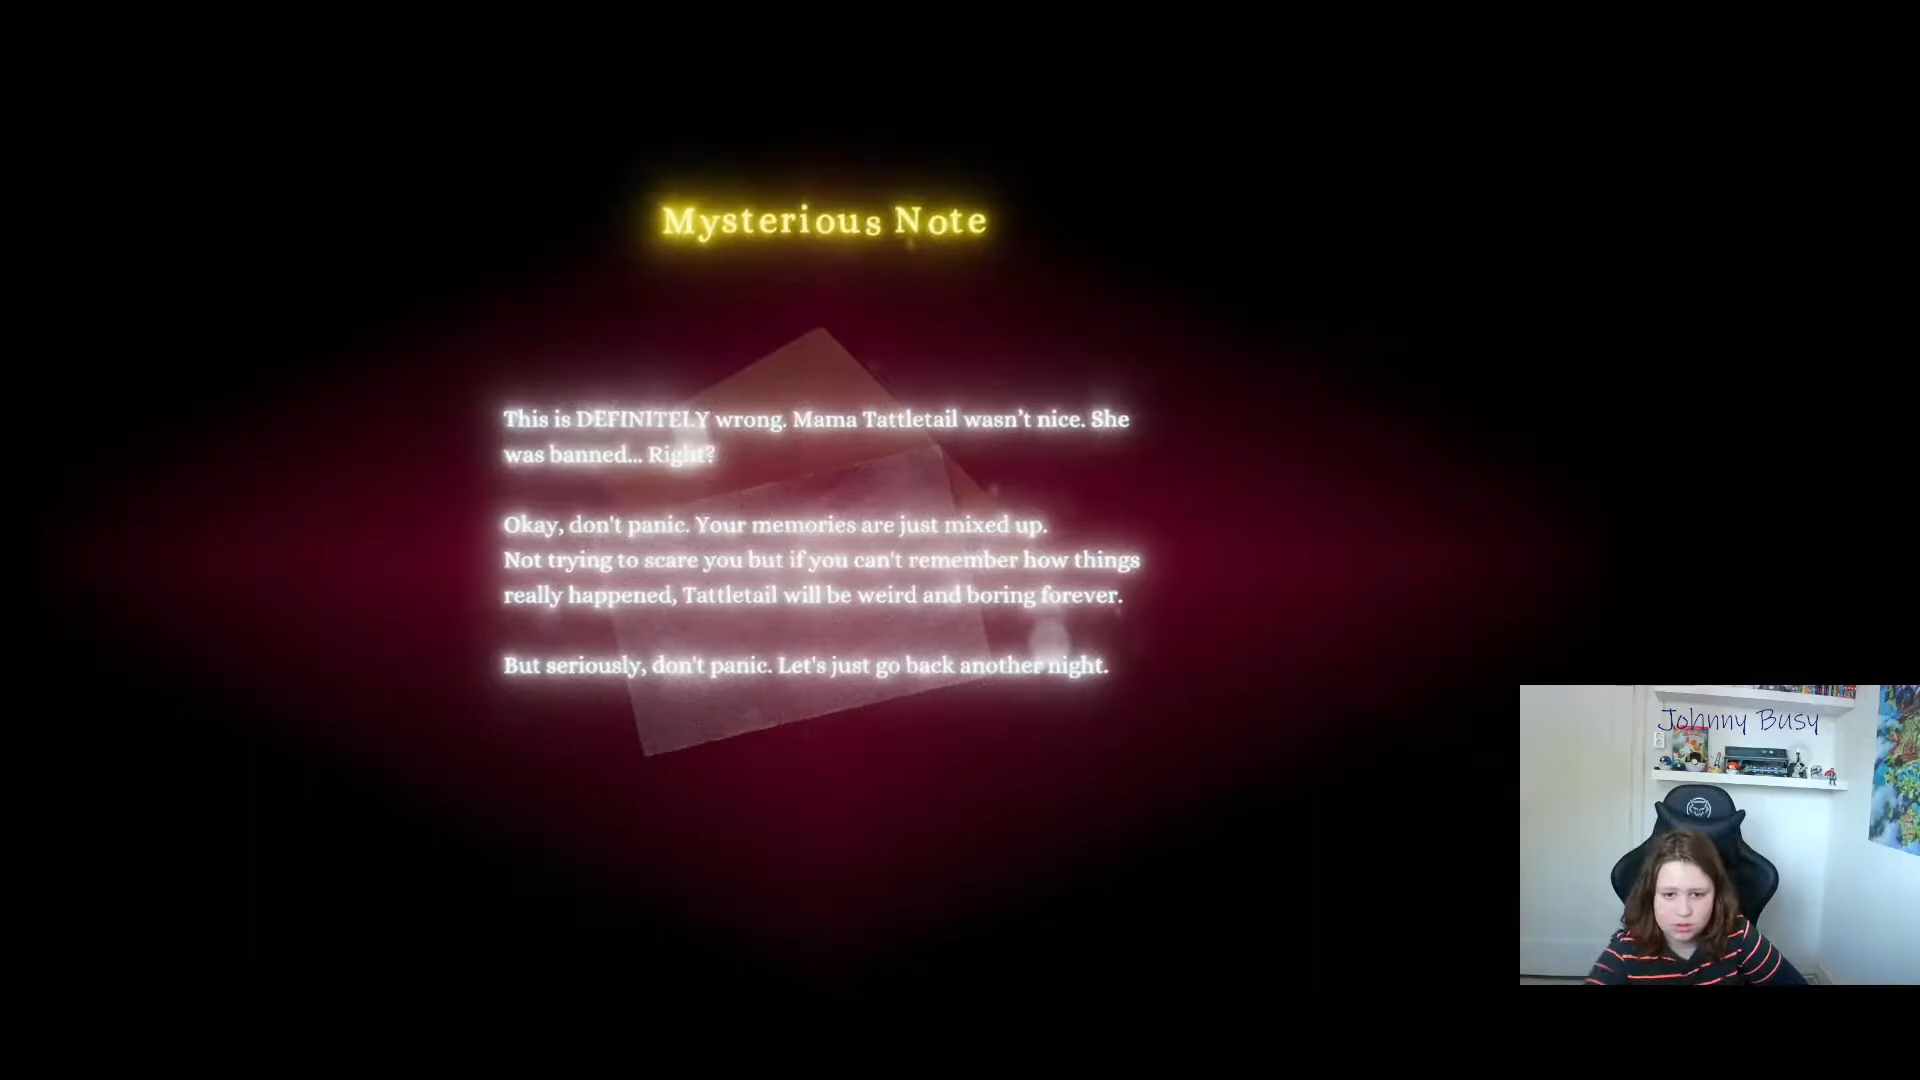 Mysterious Note
This is DEFINITELY wrong. Mama Tattletail wasn't nice. She
was banned... Right?
Okay, don't panic. Your memories are just mixed up.
Not trying to scare you but if you can't remember how things
really happened, Tattletail will be weird and boring forever.
But seriously, don't panic. Let's just go back another night.
Johnny Busy